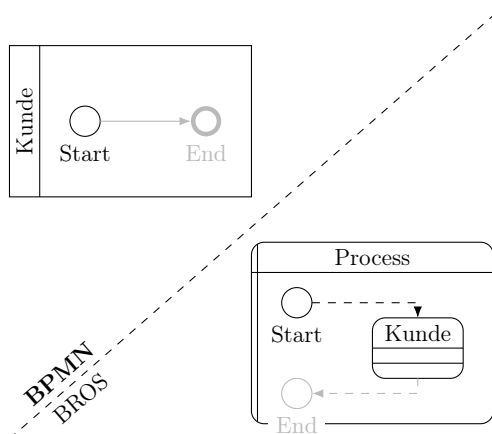 Kunde
Start
End
Process
Start
Kunde
End
BPMN
BROS